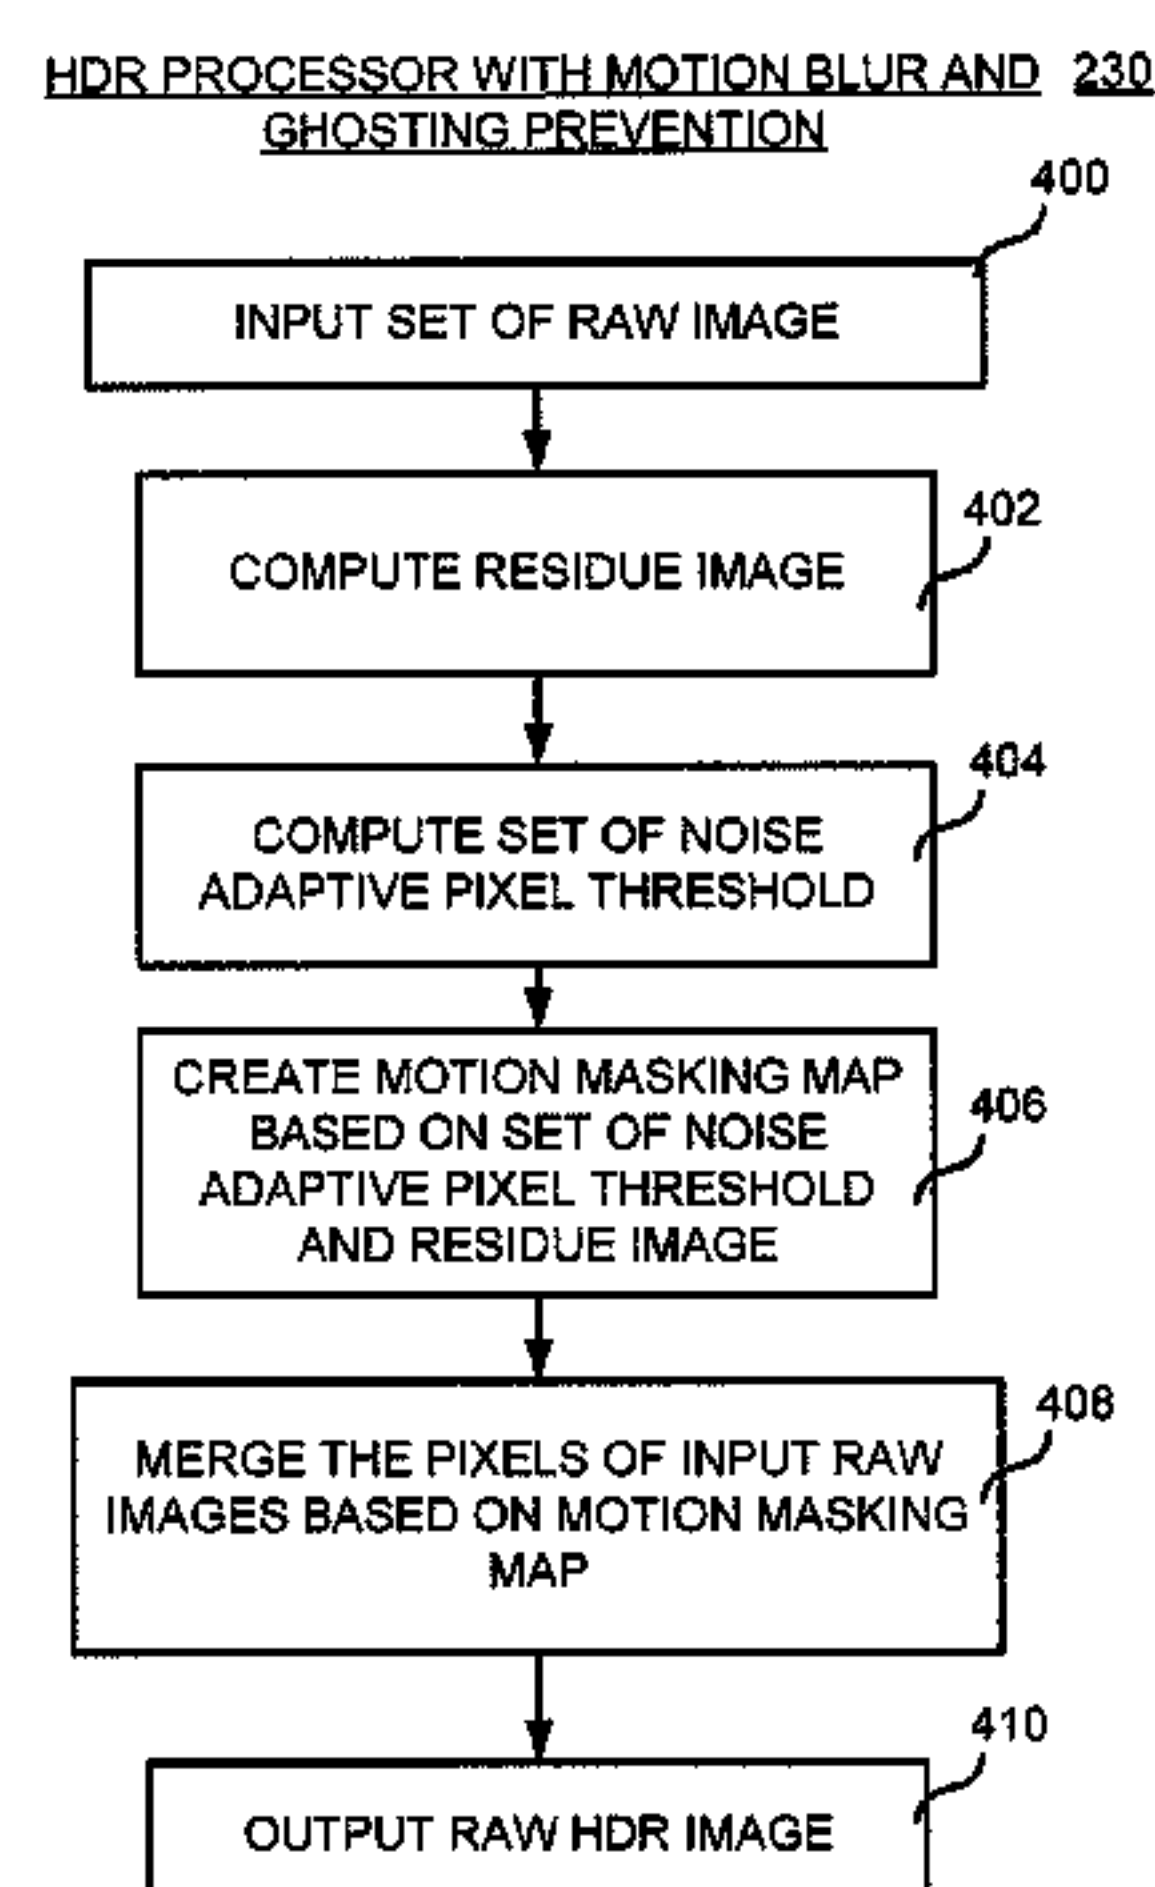 HDR PROCESSOR WITH MOTION BLUR AND 230
GHOSTING PREVENTION
400
INPUT SET OF RAW IMAGE
402
COMPUTE RESIDUE IMAGE
404
COMPUTE SET OF NOISE
ADAPTIVE PIXEL THRESHOLD
406
CREATE MOTION MASKING MAP
BASED ON SET OF NOISE
ADAPTIVE PIXEL THRESHOLD
AND RESIDUE IMAGE
408
MERGE THE PIXELS OF INPUT RAW
IMAGES BASED ON MOTION MASKING
MAP
410
OUTPUT RAW HDR IMAGE